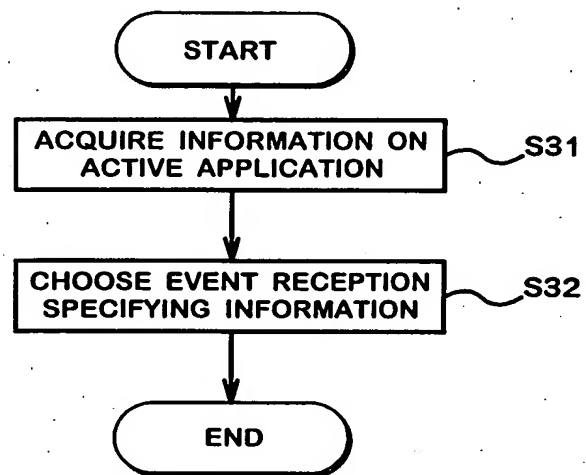 START
ACQUIRE INFORMATION ON
ACTIVE APPLICATION
S31
CHOOSE EVENT RECEPTION
SPECIFYING INFORMATION
S32
END